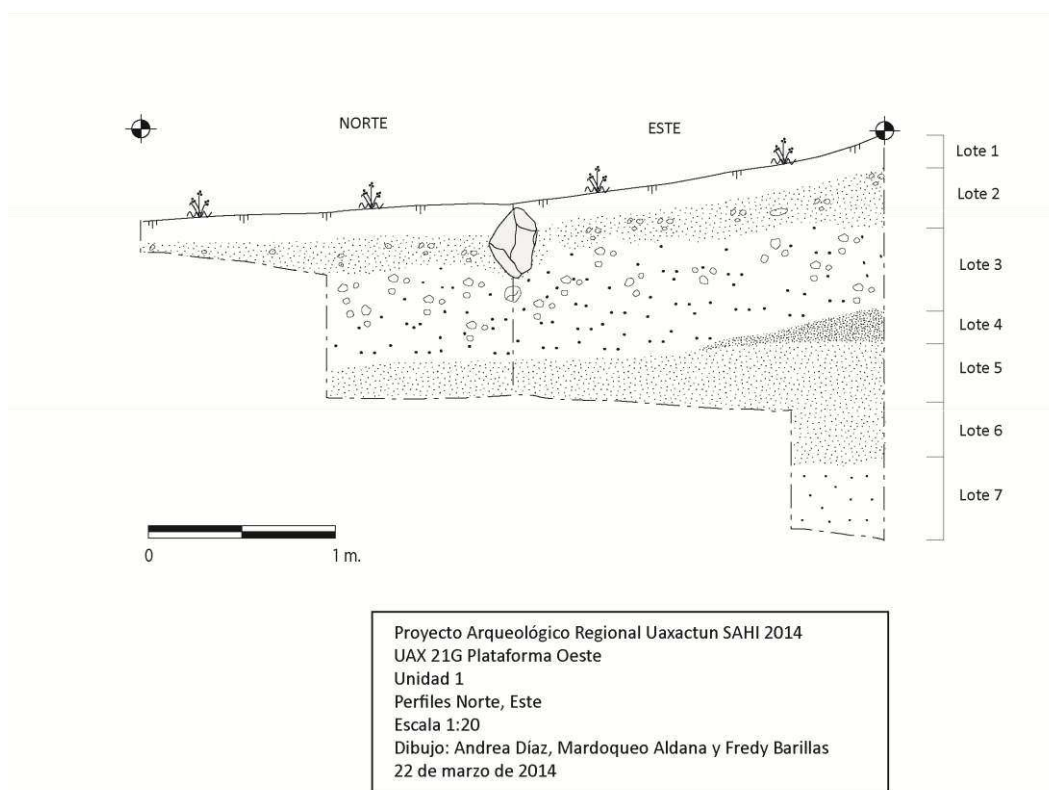 NORTE
ESTE
Lote 1
Lote 2
Lote 3
Lote 4
Lote 5
Lote 6
Lote 7
0
1 m.
Proyecto Arqueológico Regional Uaxactun SAHI 2014
UAX 21G Plataforma Oeste
Unidad 1
Perfiles Norte, Este
Escala 1:20
Dibujo: Andrea Díaz, Mardoqueo Aldana y Fredy Barillas
22 de marzo de 2014